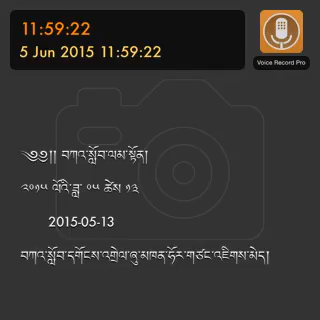 11:59:22
5 Jun 2015 11:59:22
Voice Record Pro
༄༅།། བཀའ་སློབ་ལམ་སྟོན།
༢༠༡༥ ལོའི་ཟླ་ ༠༥ ཚེས ༡༣
2015-05-13
བཀའ་སློབ་དགོངས་འགྲེལ་ཞུ་མཁན་ཧོར་གཙང་འཇིགས་མེད།